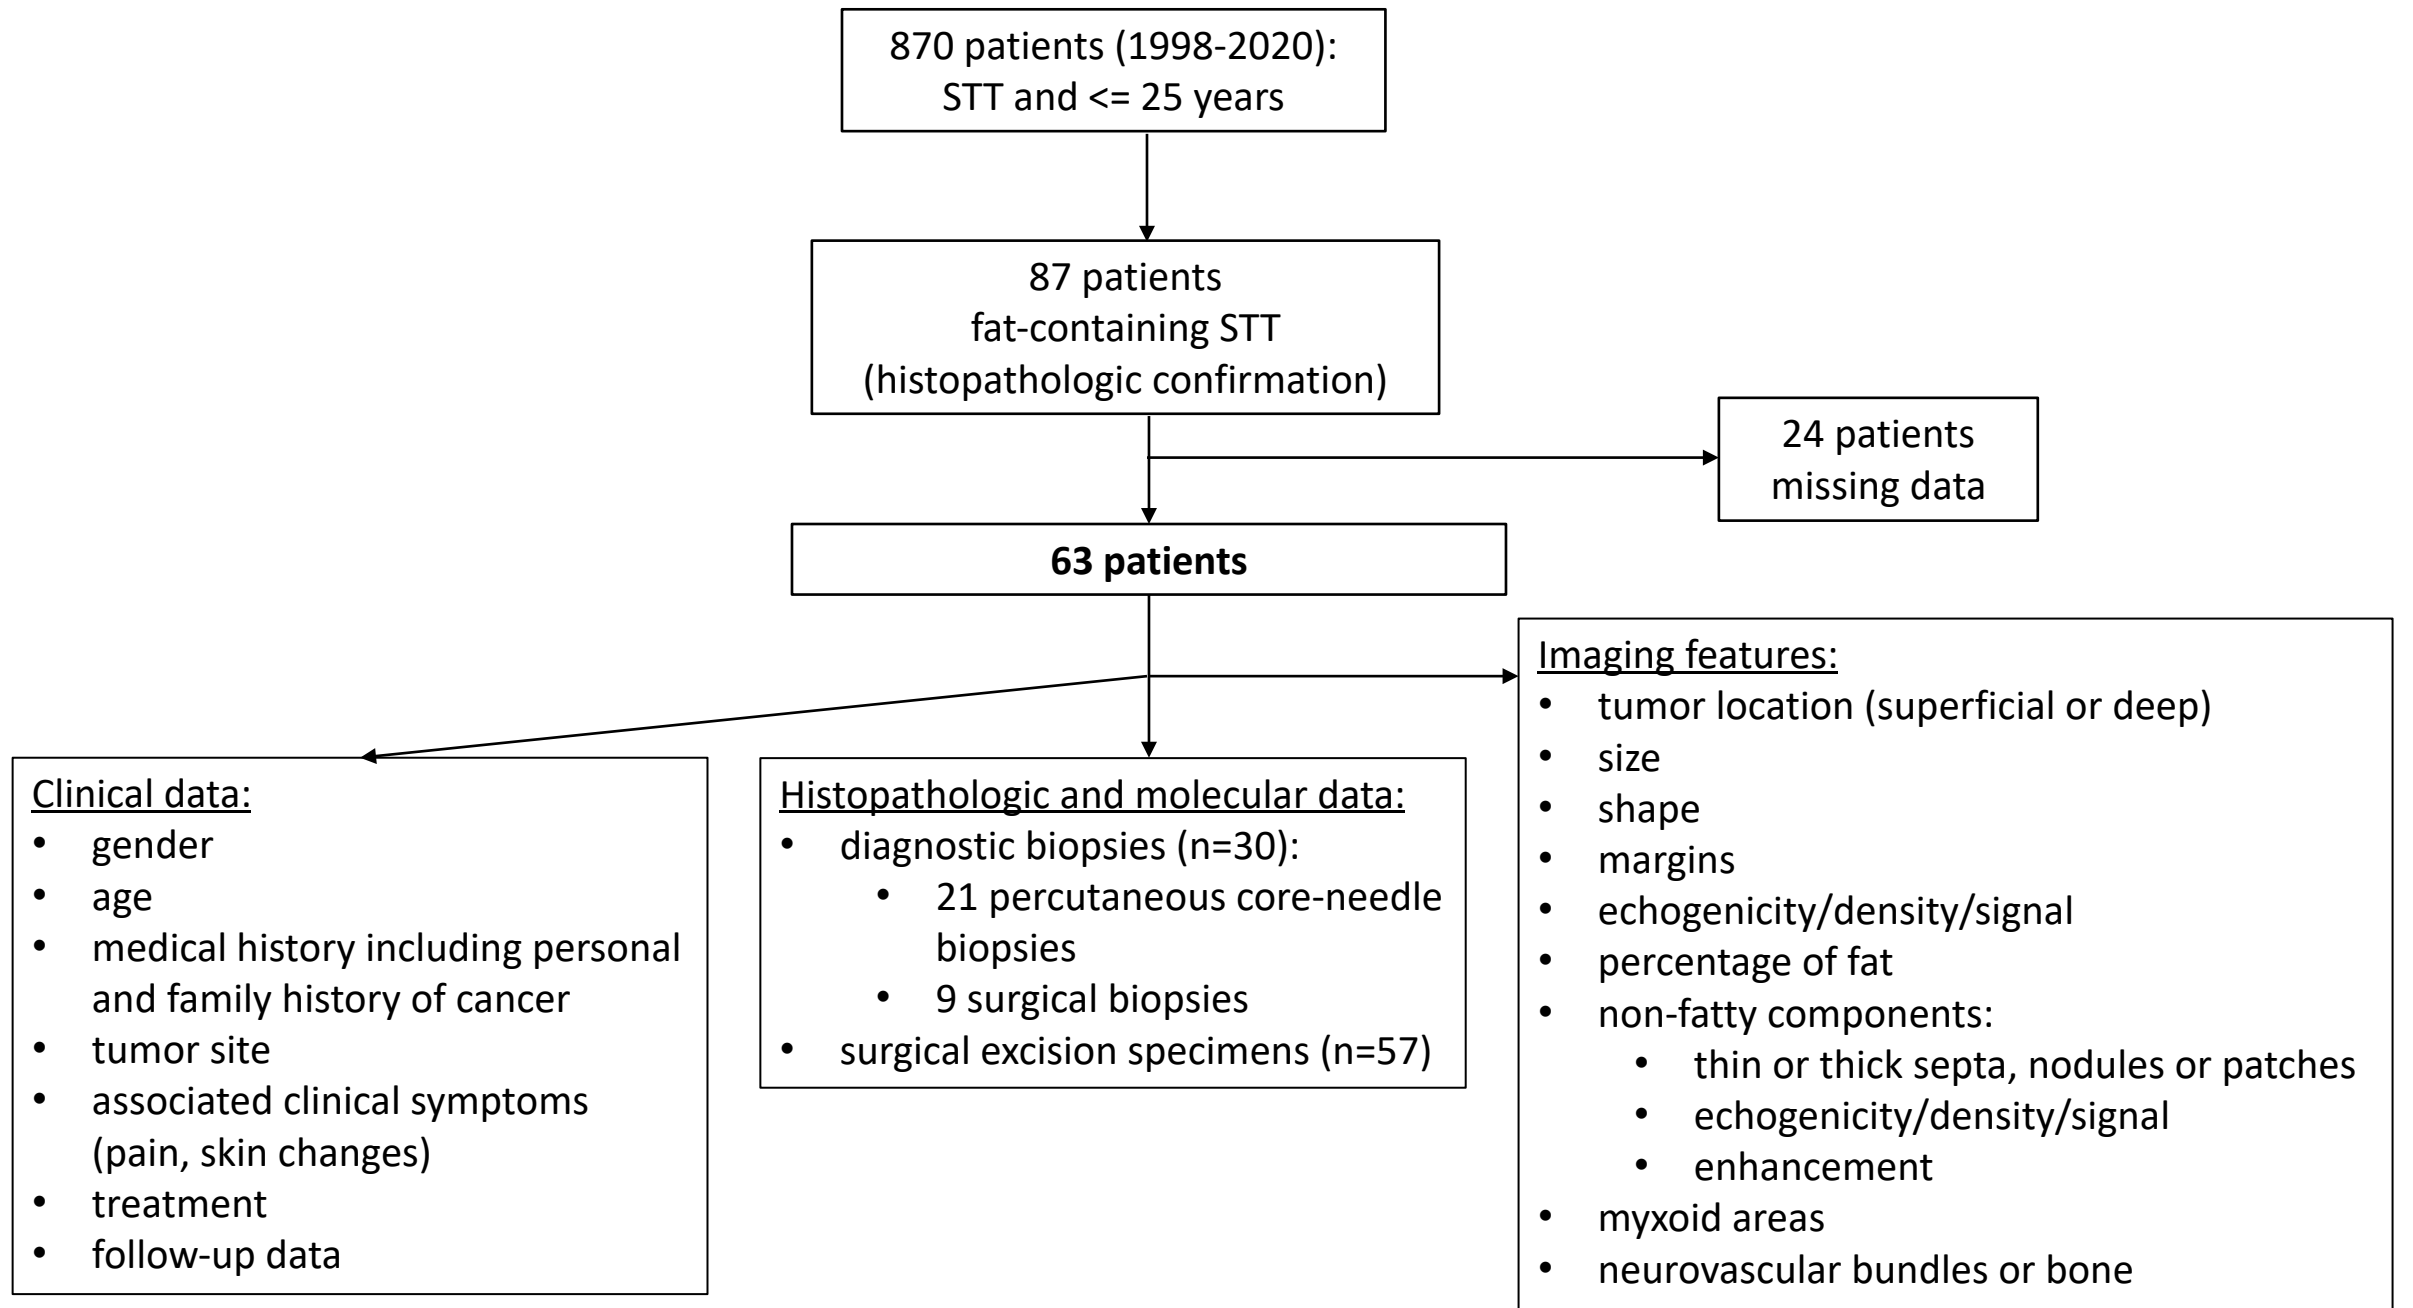 870 patients (1998-2020):
STT and <= 25 years
87 patients
fat-containing STT
(histopathologic confirmation)
24 patients
missing data
63 patients
Clinical data:
• gender
• age
• medical history including personal
and family history of cancer
• tumor site
• associated clinical symptoms
(pain, skin changes)
• treatment
• follow-up data
Histopathologic and molecular data:
• diagnostic biopsies (n=30):
• 21 percutaneous core-needle
biopsies
• 9 surgical biopsies
• surgical excision specimens (n=57)
Imaging features:
• tumor location (superficial or deep)
• size
• shape
• margins
• echogenicity/density/signal
• percentage of fat
• non-fatty components:
• thin or thick septa, nodules or patches
• echogenicity/density/signal
• enhancement
• myxoid areas
• neurovascular bundles or bone